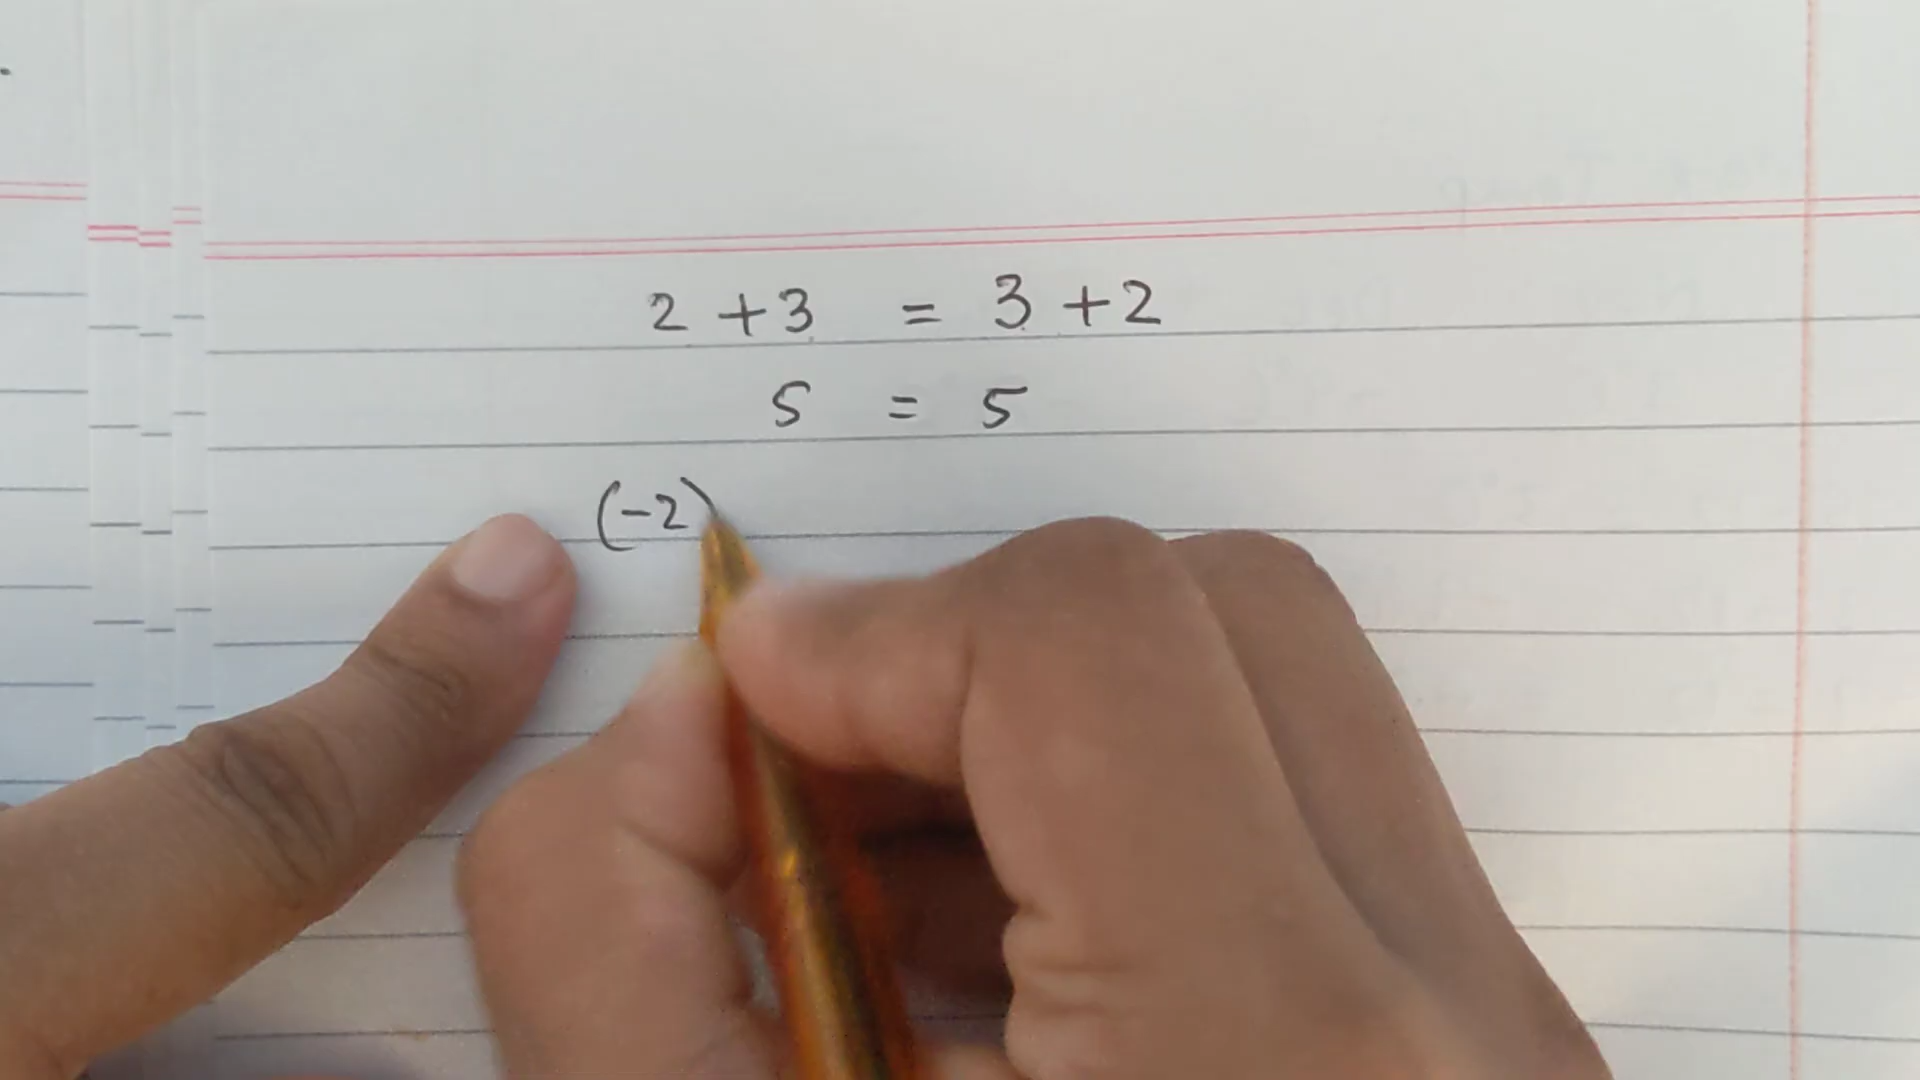 2 + 3 = 3 + 2
5 = 5
(-2)